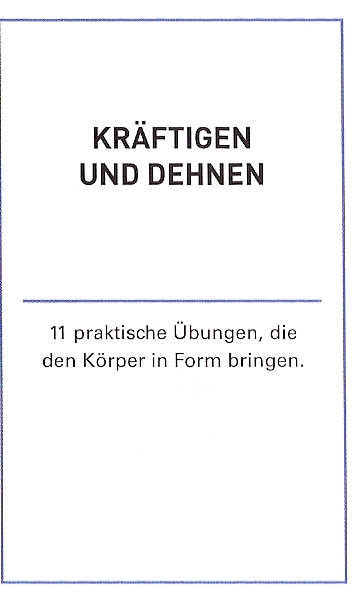 KRÄFTIGEN
UND DEHNEN
11 praktische Übungen, die
den Körper in Form bringen.